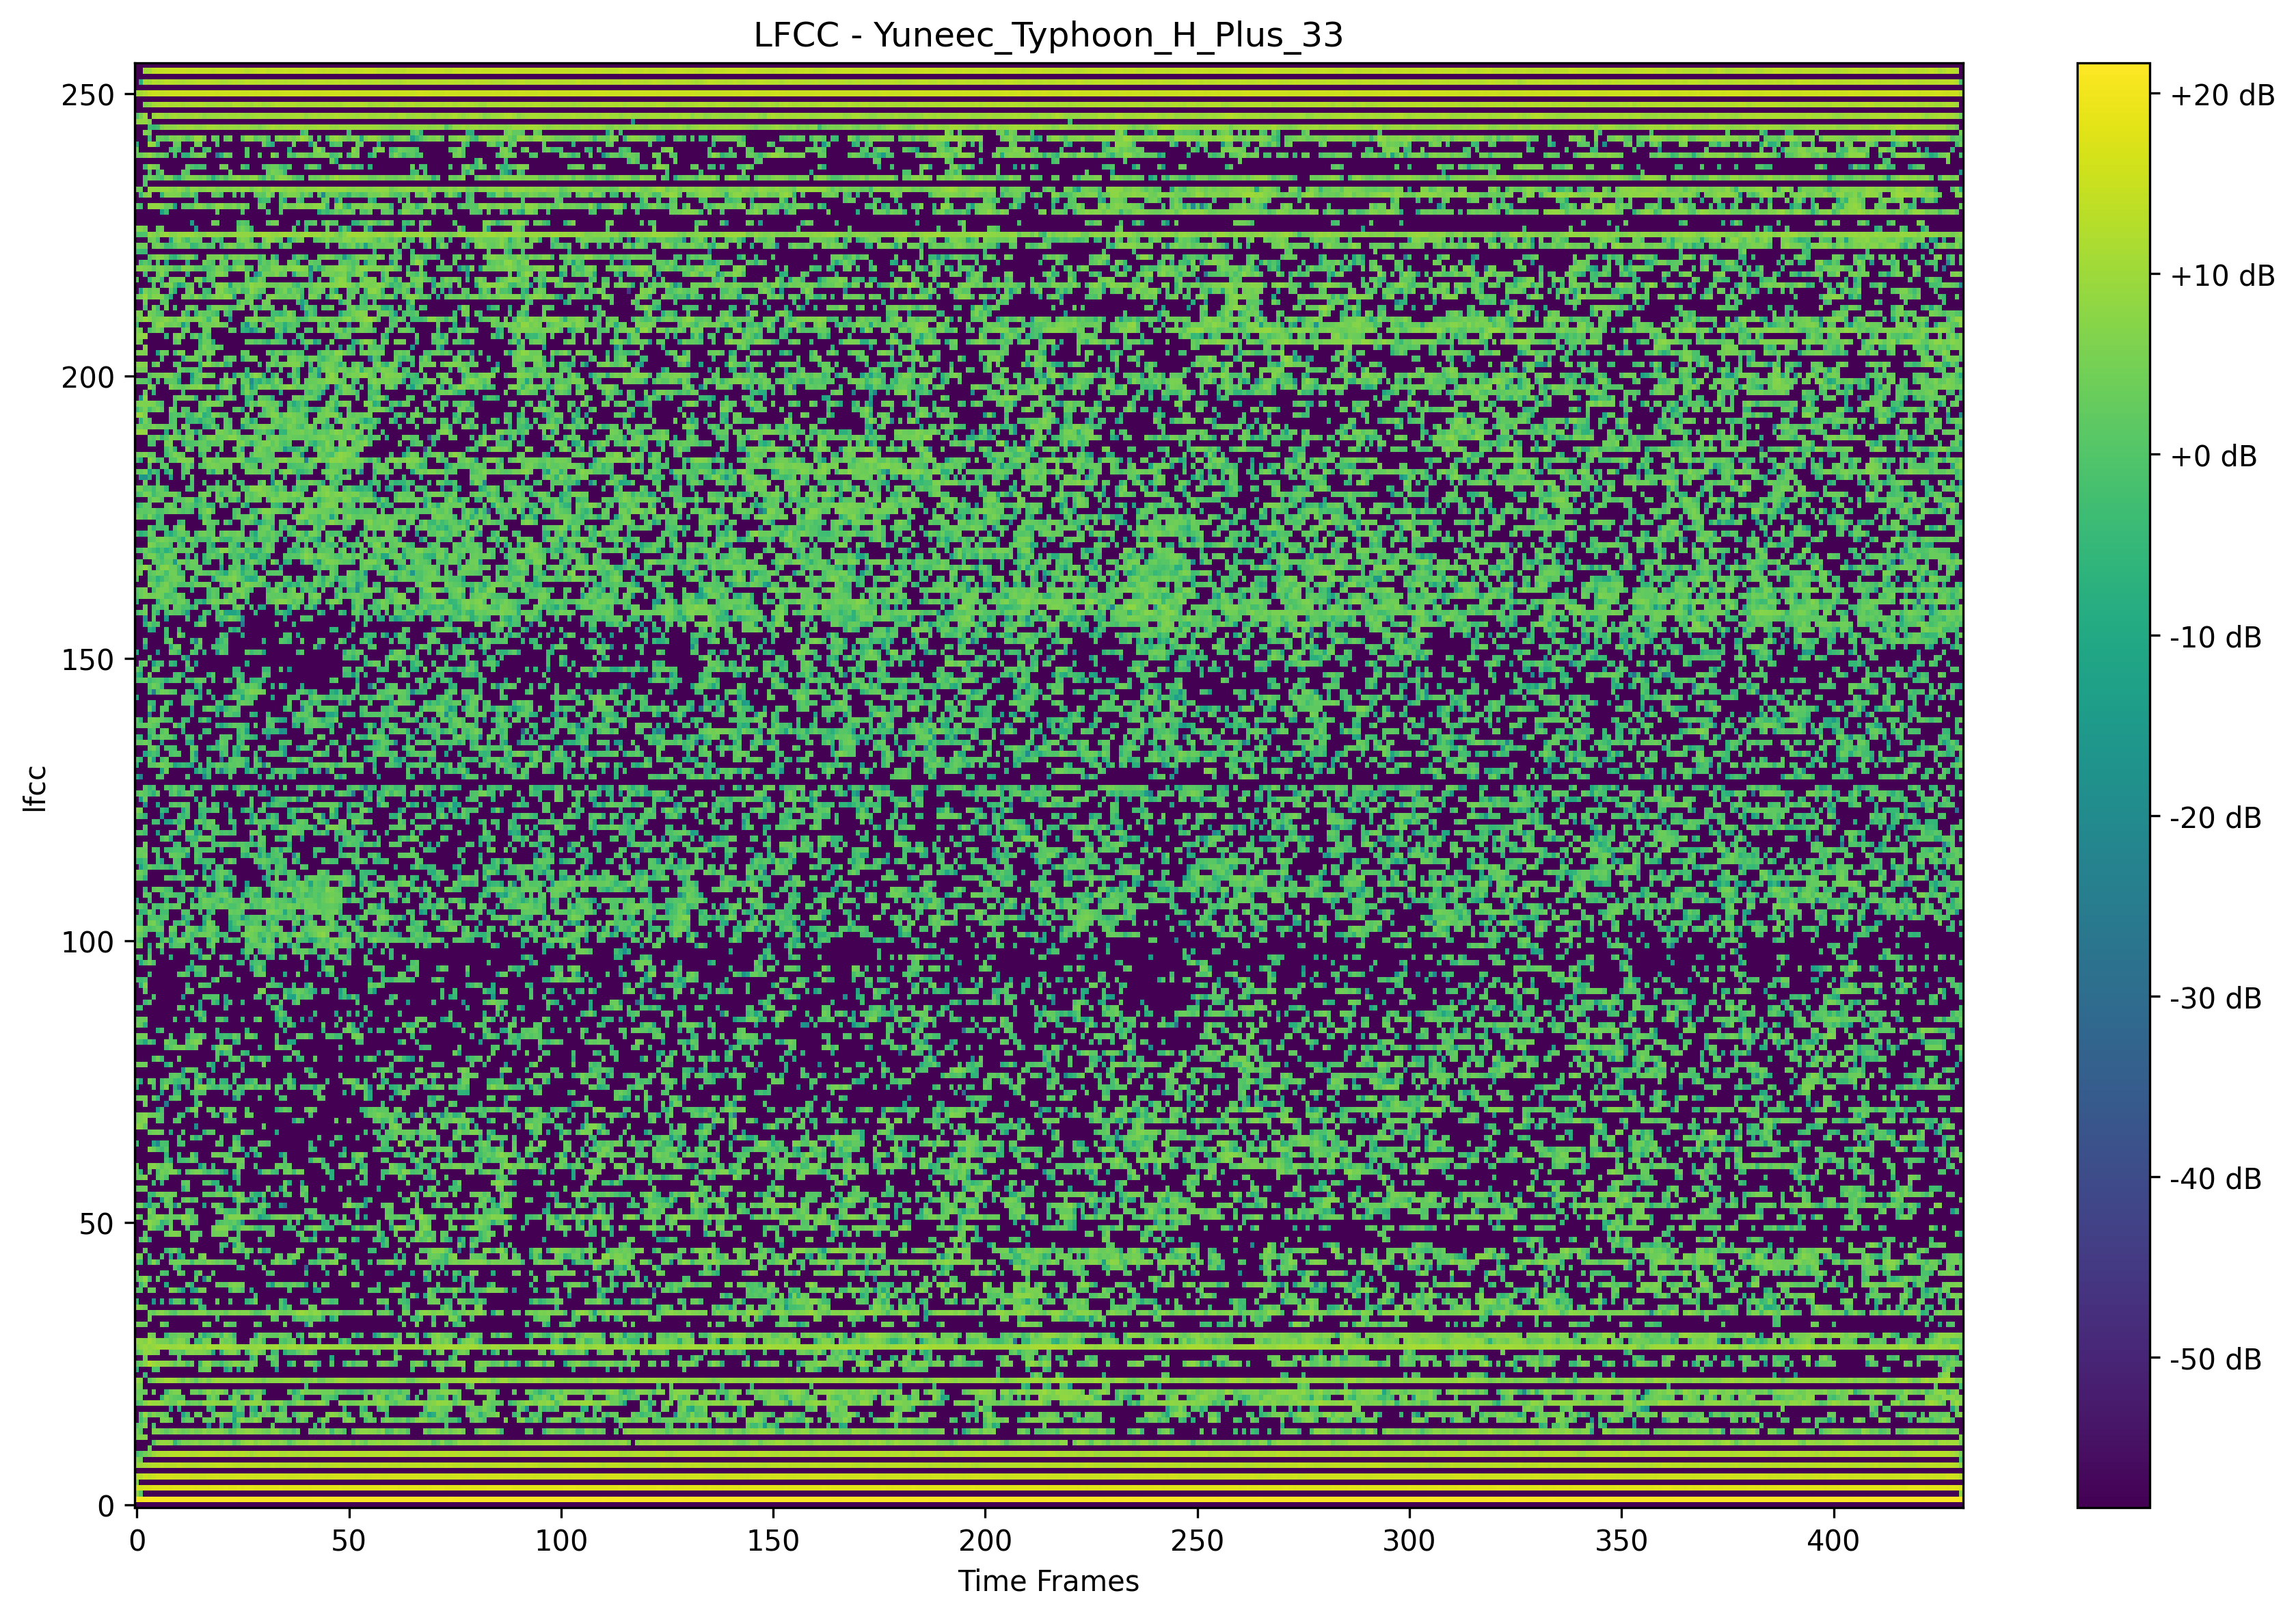 LFCC - Yuneec_Typhoon_H_Plus_33
lfcc
250
200
150
100
50
0
0 50 100 150 200 250 300 350 400
Time Frames
+20 dB
+10 dB
+0 dB
-10 dB
-20 dB
-30 dB
-40 dB
-50 dB